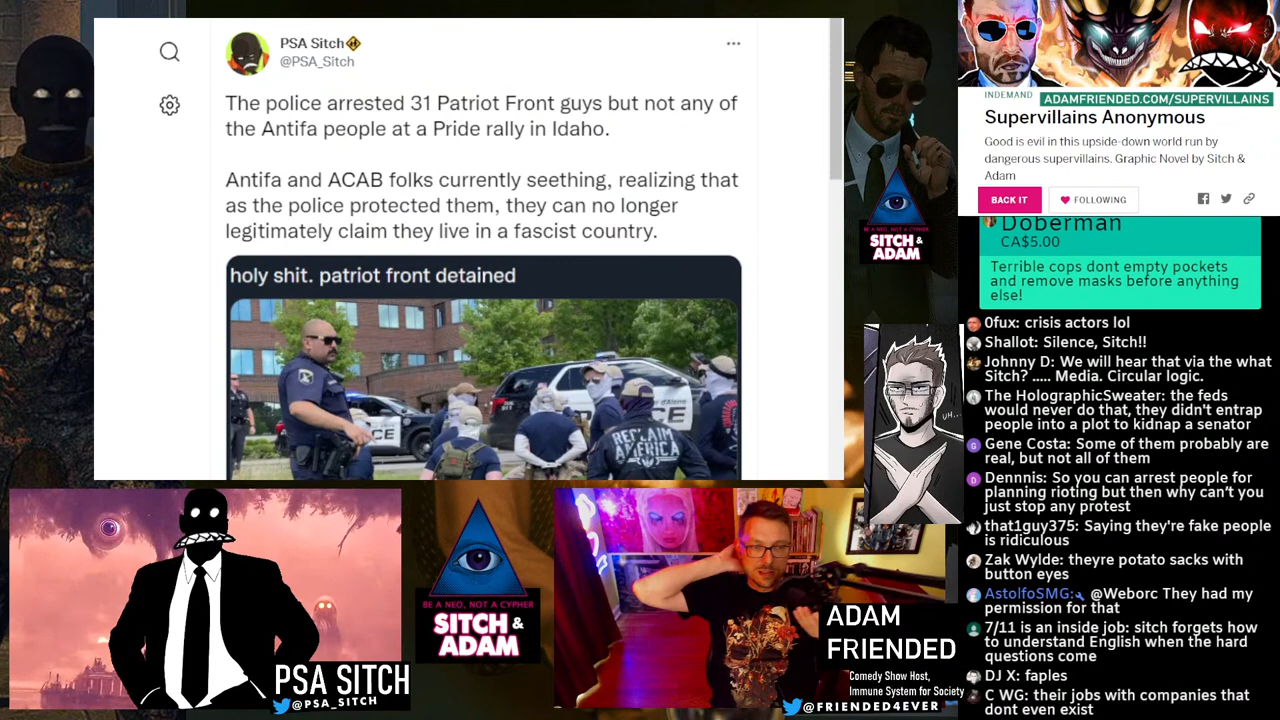 PSA Sitch
@PSA_Sitch
The police arrested 31 Patriot Front guys but not any of
the Antifa people at a Pride rally in Idaho.
Antifa and ACAB folks currently seething, realizing that
as the police protected them, they can no longer
legitimately claim they live in a fascist country.
holy shit. patriot front detained
RECLAIM
AMERICA
BE A NEO, NOT A CYPHER
SITCH &
ADAM
UH...
INDEMAND
ADAMFRIENDED.COM/SUPERVILLAINS
Supervillains Anonymous
Good is evil in this upside-down world run by
dangerous supervillains. Graphic Novel by Sitch &
Adam
BACK IT
FOLLOWING
Doberman
CA$5.00
Terrible cops dont empty pockets
and remove masks before anything
else!
0fux: crisis actors lol
Shallot: Silence, Sitch!!
Johnny D: We will hear that via the what
Sitch? ..... Media. Circular logic.
The HolographicSweater: the feds
would never do that, they didn't entrap
people into a plot to kidnap a senator
Gene Costa: Some of them probably are
real, but not all of them
Dennnis: So you can arrest people for
planning rioting but then why can't you
just stop any protest
that1guy375: Saying they're fake people
is ridiculous
Zak Wylde: theyre potato sacks with
button eyes
AstolfoSMG: @Weborc They had my
permission for that
7/11 is an inside job: sitch forgets how
to understand English when the hard
questions come
DJ X: faples
C WG: their jobs with companies that
dont even exist
PSA SITCH
@PSA_SITCH
BE A NEO, NOT A CYPHER
SITCH &
ADAM
ADAM
FRIENDED
Comedy Show Host,
Immune System for Society
@FRIENDED4EVER